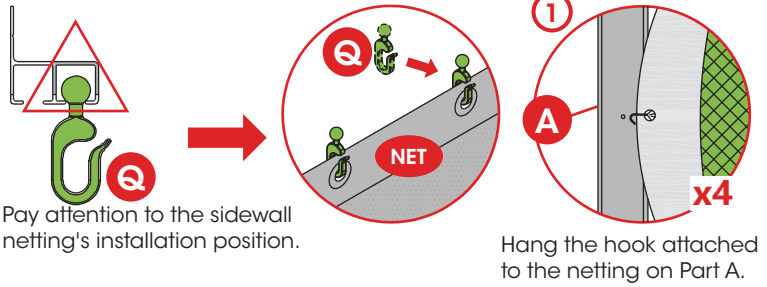 Q
Pay attention to the sidewall
netting's installation position.
Q
NET
1
A
x4
Hang the hook attached
to the netting on Part A.